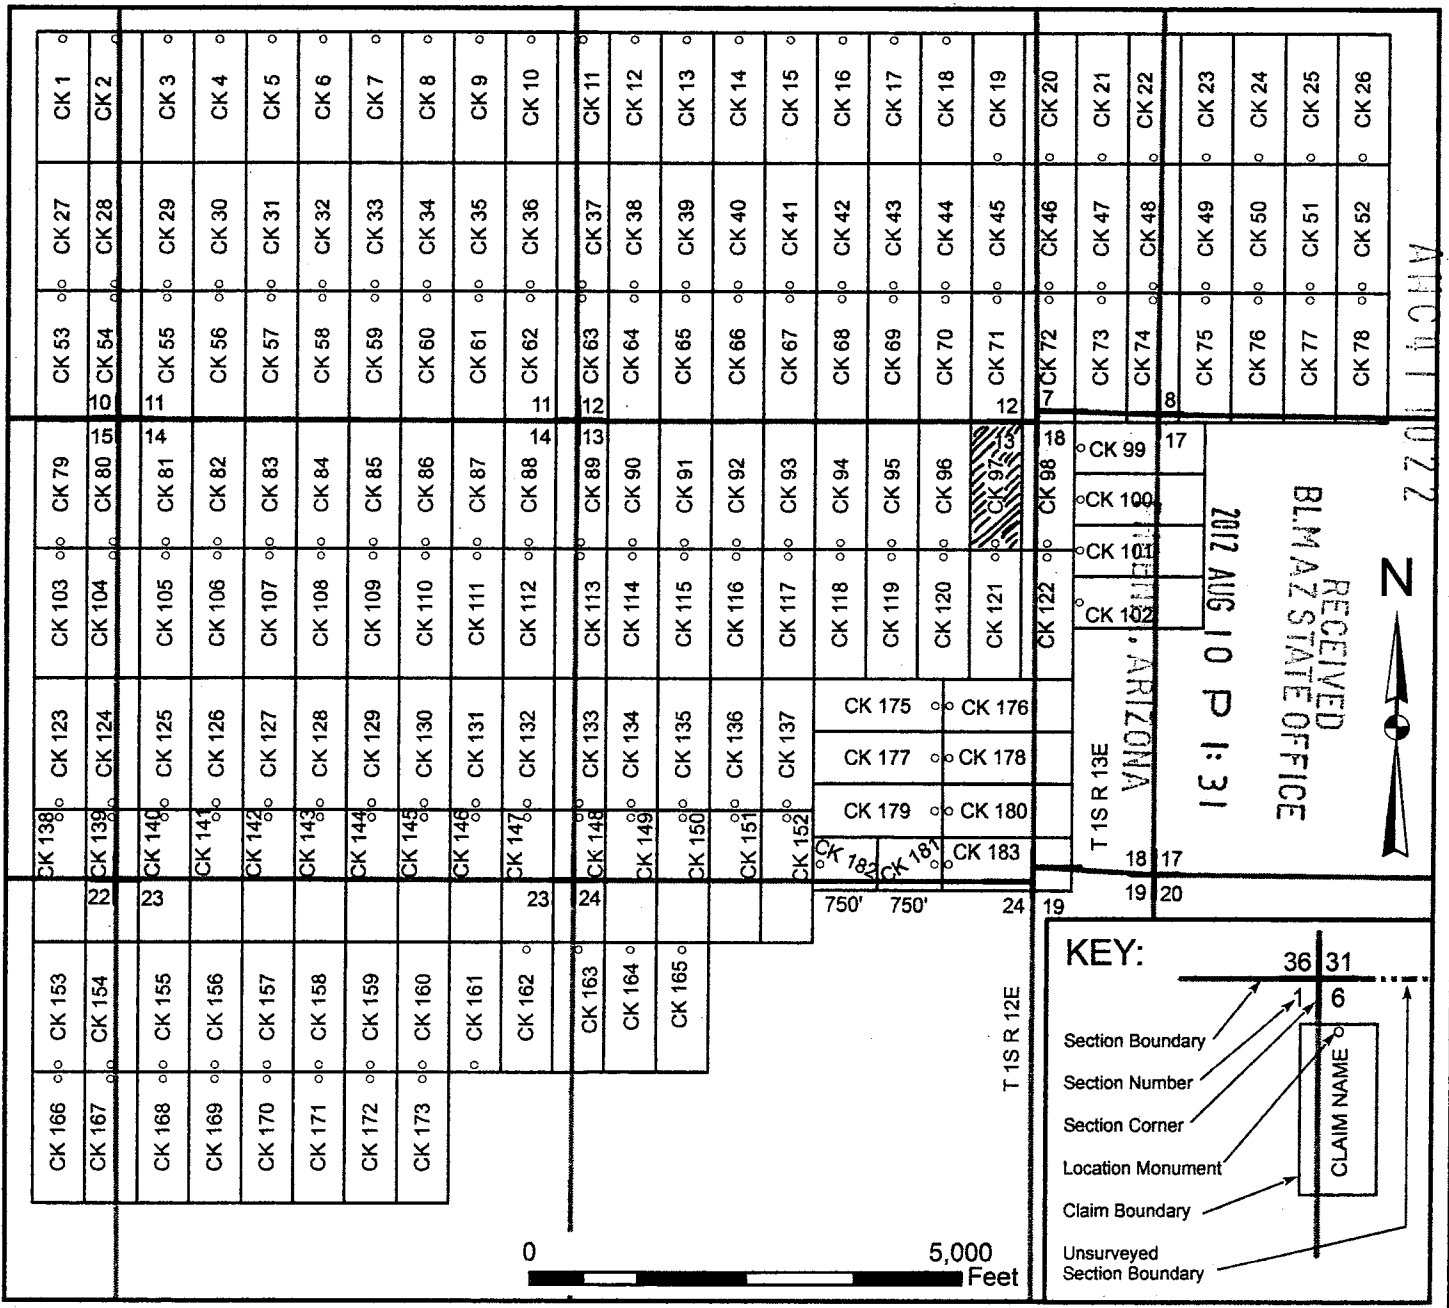 CK 1 CK 2 CK 3 CK 4 CK 5 CK 6 CK 7 CK 8 CK 9 CK 10 CK 11 CK 12 CK 13 CK 14 CK 15 CK 16 CK 17 CK 18 CK 19 CK 20 CK 21 CK 22 CK 23 CK 24 CK 25 CK 26
CK 27 CK 28 CK 29 CK 30 CK 31 CK 32 CK 33 CK 34 CK 35 CK 36 CK 37 CK 38 CK 39 CK 40 CK 41 CK 42 CK 43 CK 44 CK 45 CK 46 CK 47 CK 48 CK 49 CK 50 CK 51 CK 52
CK 53 CK 54 CK 55 CK 56 CK 57 CK 58 CK 59 CK 60 CK 61 CK 62 CK 63 CK 64 CK 65 CK 66 CK 67 CK 68 CK 69 CK 70 CK 71 CK 72 CK 73 CK 74 CK 75 CK 76 CK 77 CK 78
10 11 11 12 12 7 8
15 14 14 13 13 18 17
CK 79 CK 80 CK 81 CK 82 CK 83 CK 84 CK 85 CK 86 CK 87 CK 88 CK 89 CK 90 CK 91 CK 92 CK 93 CK 94 CK 95 CK 96 CK 97 CK 98
CK 99
CK 100
CK 101
CK 102
CK 103 CK 104 CK 105 CK 106 CK 107 CK 108 CK 109 CK 110 CK 111 CK 112 CK 113 CK 114 CK 115 CK 116 CK 117 CK 118 CK 119 CK 120 CK 121 CK 122
CK 123 CK 124 CK 125 CK 126 CK 127 CK 128 CK 129 CK 130 CK 131 CK 132 CK 133 CK 134 CK 135 CK 136 CK 137
CK 175 CK 176
CK 177 CK 178
CK 179 CK 180
CK 138 CK 139 CK 140 CK 141 CK 142 CK 143 CK 144 CK 145 CK 146 CK 147 CK 148 CK 149 CK 150 CK 151 CK 152
CK 182 CK 181 CK 183
18 17
22 23 23 24 24 19 19 20
750' 750'
CK 153 CK 154 CK 155 CK 156 CK 157 CK 158 CK 159 CK 160 CK 161 CK 162 CK 163 CK 164 CK 165
CK 166 CK 167 CK 168 CK 169 CK 170 CK 171 CK 172 CK 173
T 1S R 12E
T 1S R 13E
RECEIVED
BLM AZ STATE OFFICE
2012 AUG 10 P 1:31
ARIZONA
N
0 5,000
Feet
KEY:
36 31
1 6
Section Boundary
Section Number
Section Corner
Location Monument
Claim Boundary
Unsurveyed
Section Boundary
CLAIM NAME